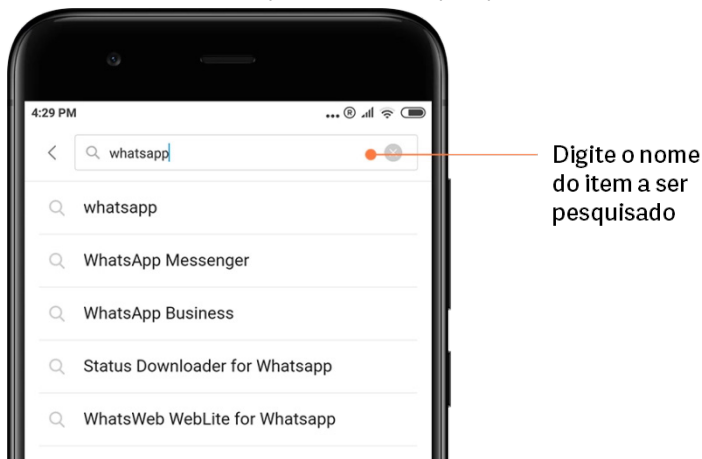 4:29 PM ... ®
whatsapp
whatsapp
WhatsApp Messenger
WhatsApp Business
Status Downloader for Whatsapp
WhatsWeb WebLite for Whatsapp
Digite o nome
do item a ser
pesquisado